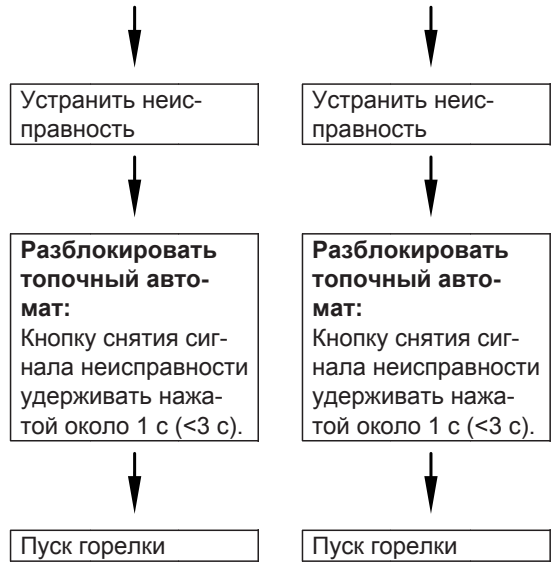 Устранить неис-
правность
Разблокировать
топочный авто-
мат:
Кнопку снятия сиг-
нала неисправности
удерживать нажа-
той около 1 с (<3 с).
Пуск горелки
Устранить неис-
правность
Разблокировать
топочный авто-
мат:
Кнопку снятия сиг-
нала неисправности
удерживать нажа-
той около 1 с (<3 с).
Пуск горелки